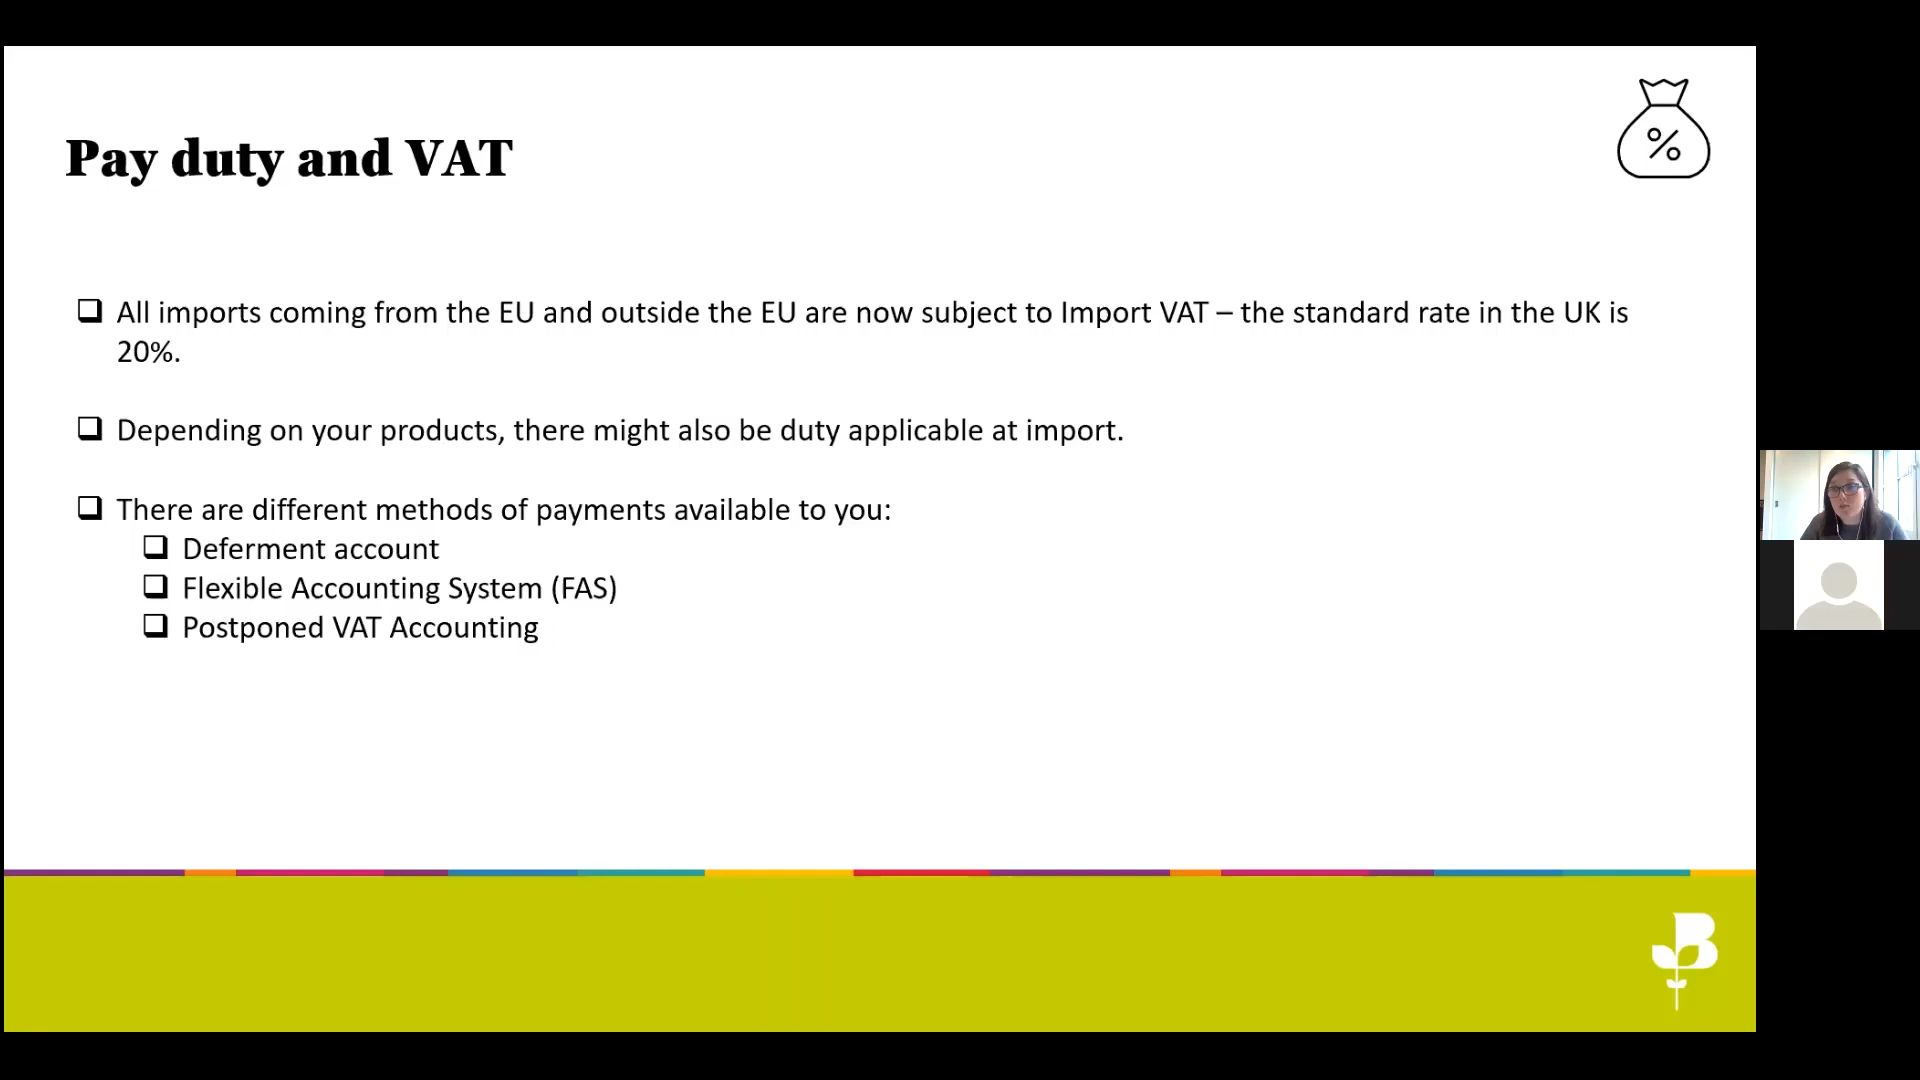 Pay duty and VAT
%
All imports coming from the EU and outside the EU are now subject to Import VAT – the standard rate in the UK is
20%.
Depending on your products, there might also be duty applicable at import.
There are different methods of payments available to you:
Deferment account
Flexible Accounting System (FAS)
Postponed VAT Accounting
B